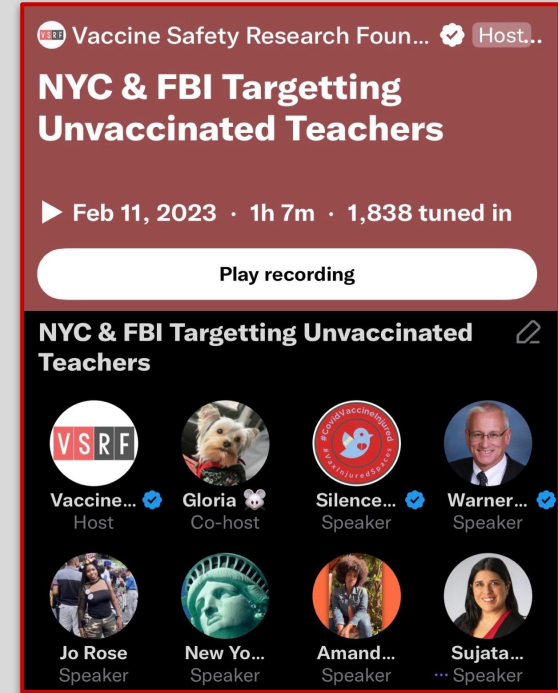 VSRF Vaccine Safety Research Foun... Host...
NYC & FBI Targetting
Unvaccinated Teachers
Feb 11, 2023 · 1h 7m · 1,838 tuned in
Play recording
NYC & FBI Targetting Unvaccinated
Teachers
VSRF
#CovidVaccineInjured
#VaxInjuredSpaces
Vaccine... Gloria Silence... Warner...
Host Co-host Speaker Speaker
Jo Rose New Yo... Amand... Sujata...
Speaker Speaker Speaker ... Speaker